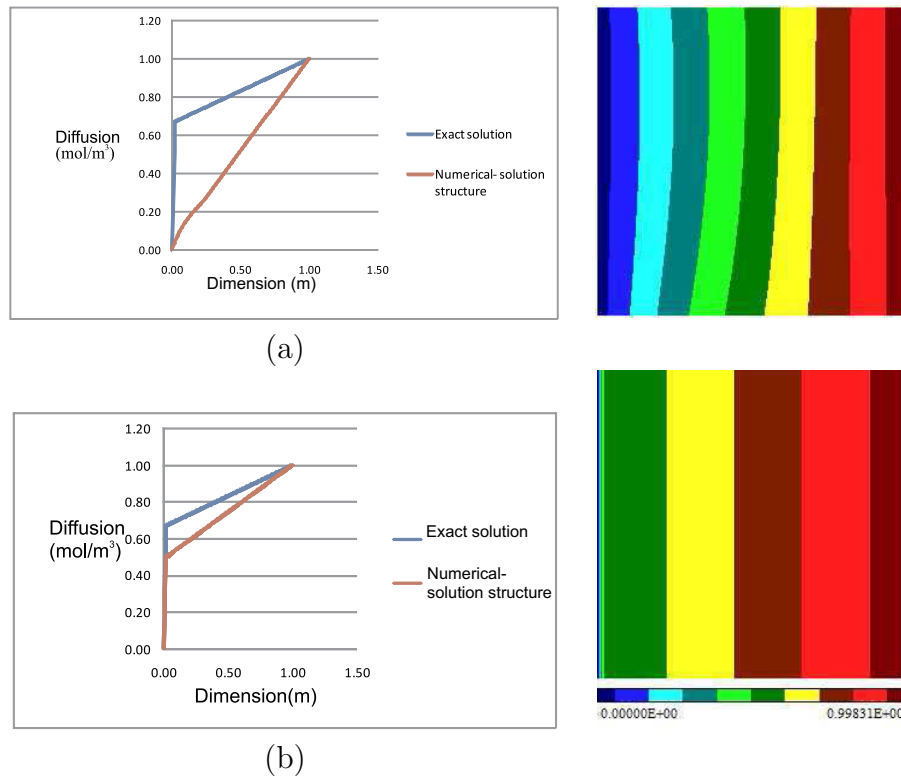 1.20
1.00
0.80
0.60
0.40
0.20
0.00
Diffusion
(mol/m³)
0.00 0.50 1.00 1.50
Dimension (m)
Exact solution
Numerical- solution
structure
(a)
1.20
1.00
0.80
0.60
0.40
0.20
0.00
Diffusion
(mol/m³)
0.00 0.50 1.00 1.50
Dimension(m)
Exact solution
Numerical-
solution structure
0.00000E+00 0.99831E+00
(b)